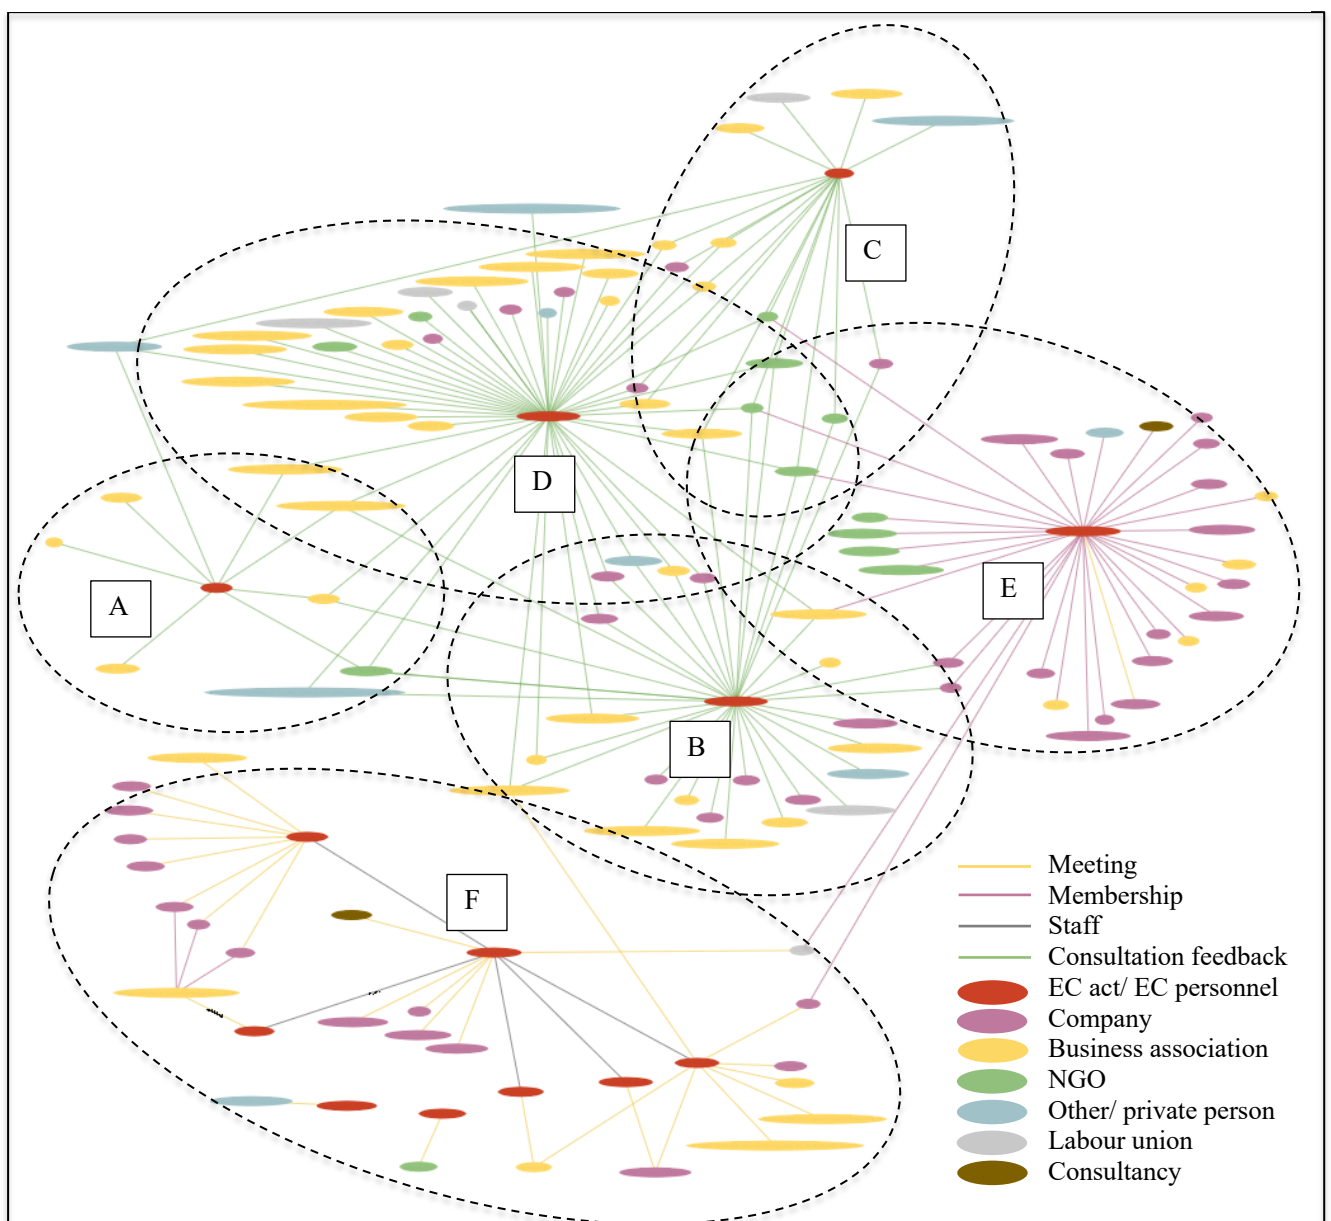 C
D
E
A
B
F
Meeting
Membership
Staff
Consultation feedback
EC act/ EC personnel
Company
Business association
NGO
Other/ private person
Labour union
Consultancy